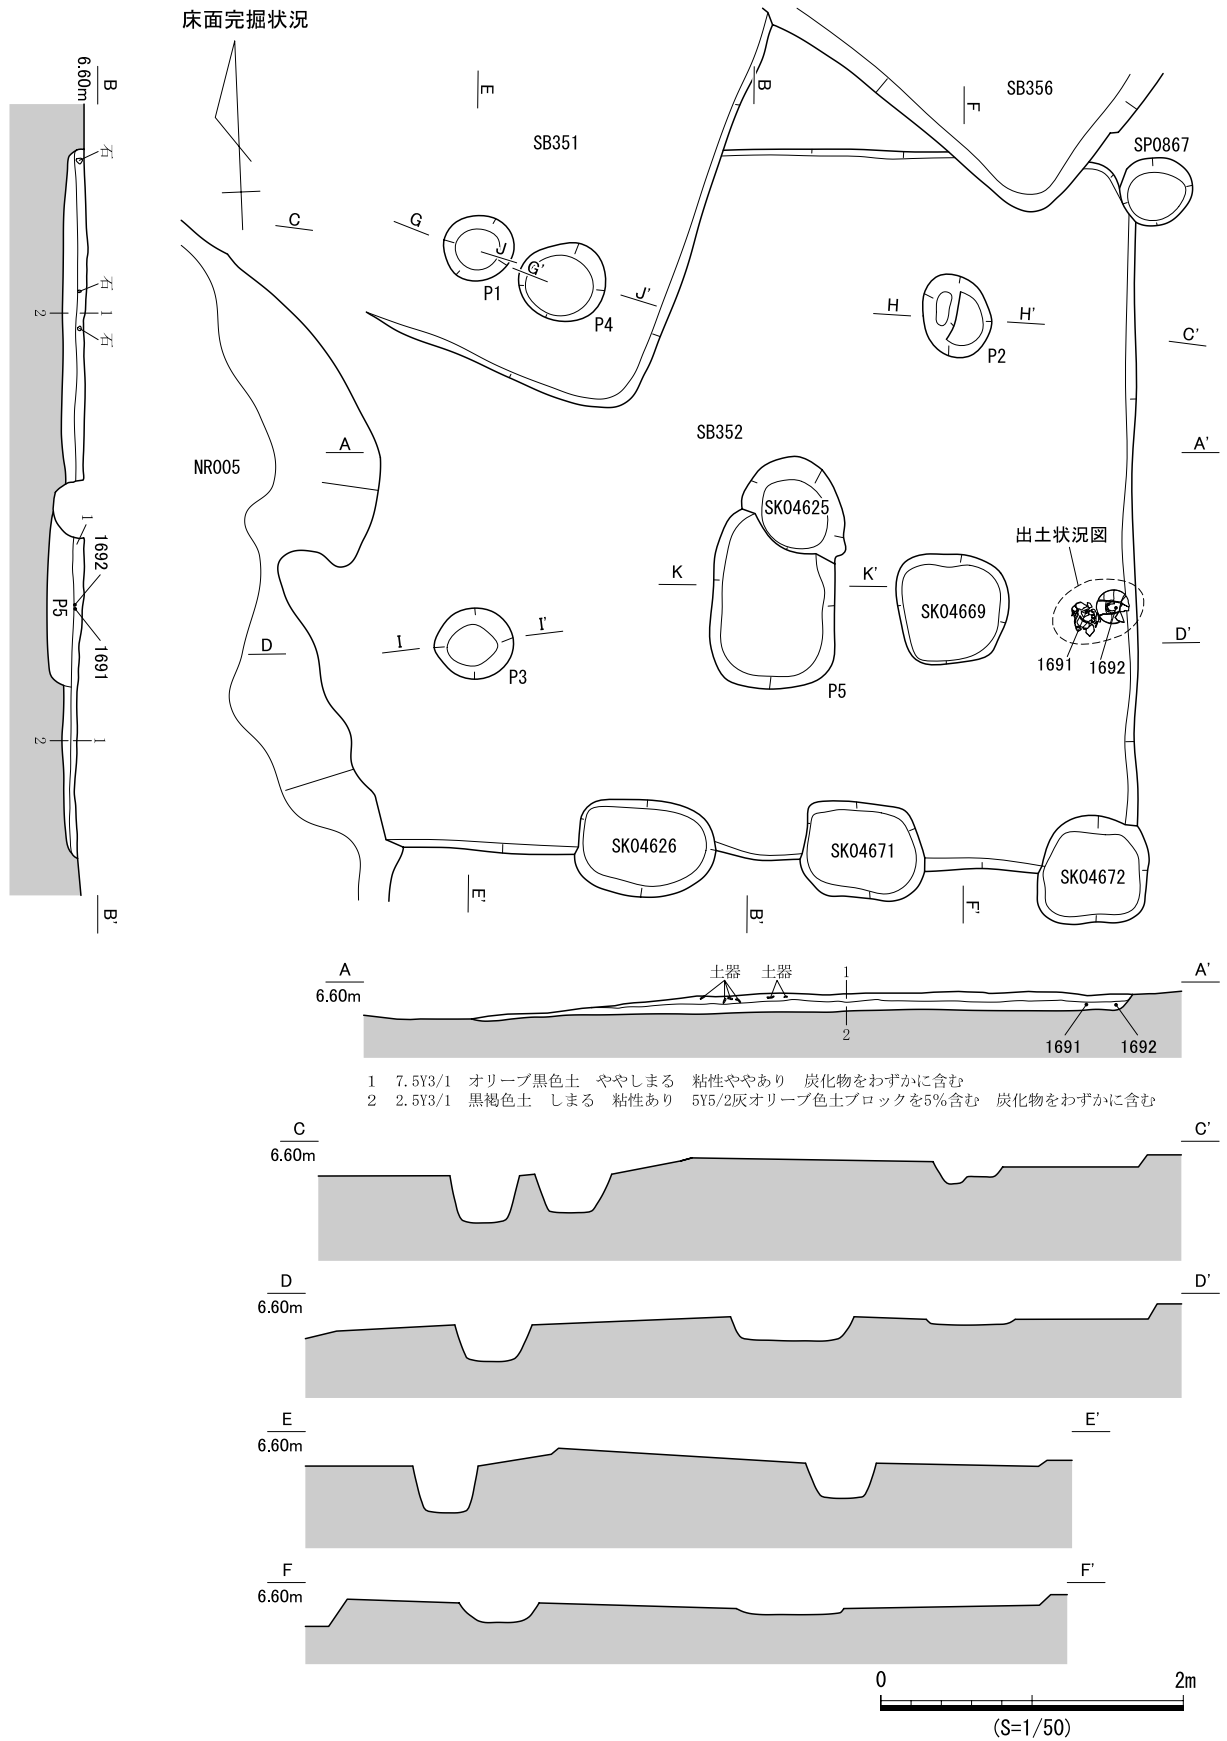 床面完掘状況
B
6.60m
石
石
2 1
石
1
1692
P5
1691
2 1
B'
E
B
F
SB351
SB356
SP0867
C
G
J
G'
J'
P1
P4
H
H'
P2
C'
SB352
A
A'
NR005
SK04625
出土状況図
K
K'
SK04669
I
I'
D
D'
P3
P5
1691
1692
SK04626
SK04671
SK04672
E'
B'
F'
A
A'
6.60m
土器
土器
1
2
1691
1692
1 7.5Y3/1 オリーブ黒色土 ややしまる 粘性ややあり 炭化物をわずかに含む
2 2.5Y3/1 黒褐色土 しまる 粘性あり 5Y5/2灰オリーブ色土ブロックを5%含む 炭化物をわずかに含む
C
C'
6.60m
D
D'
6.60m
E
E'
6.60m
F
F'
6.60m
0 2m
(S=1/50)